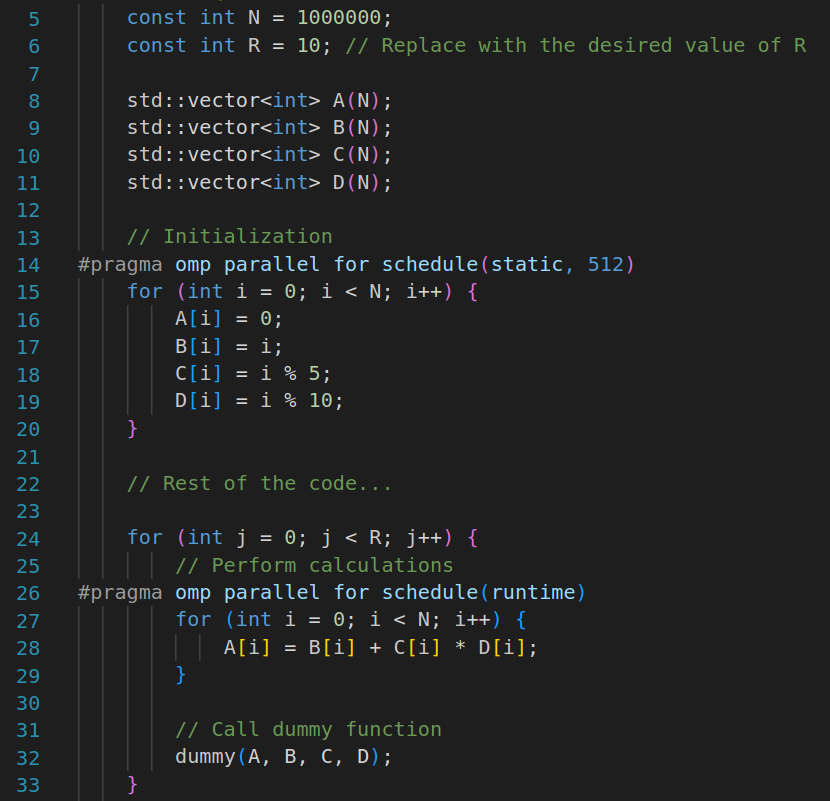 5 const int N = 1000000;
6 const int R = 10; // Replace with the desired value of R
7
8 std::vector<int> A(N);
9 std::vector<int> B(N);
10 std::vector<int> C(N);
11 std::vector<int> D(N);
12
13 // Initialization
14 #pragma omp parallel for schedule(static, 512)
15 for (int i = 0; i < N; i++) {
16 A[i] = 0;
17 B[i] = i;
18 C[i] = i % 5;
19 D[i] = i % 10;
20 }
21
22 // Rest of the code...
23
24 for (int j = 0; j < R; j++) {
25 // Perform calculations
26 #pragma omp parallel for schedule(runtime)
27 for (int i = 0; i < N; i++) {
28 A[i] = B[i] + C[i] * D[i];
29 }
30
31 // Call dummy function
32 dummy(A, B, C, D);
33 }